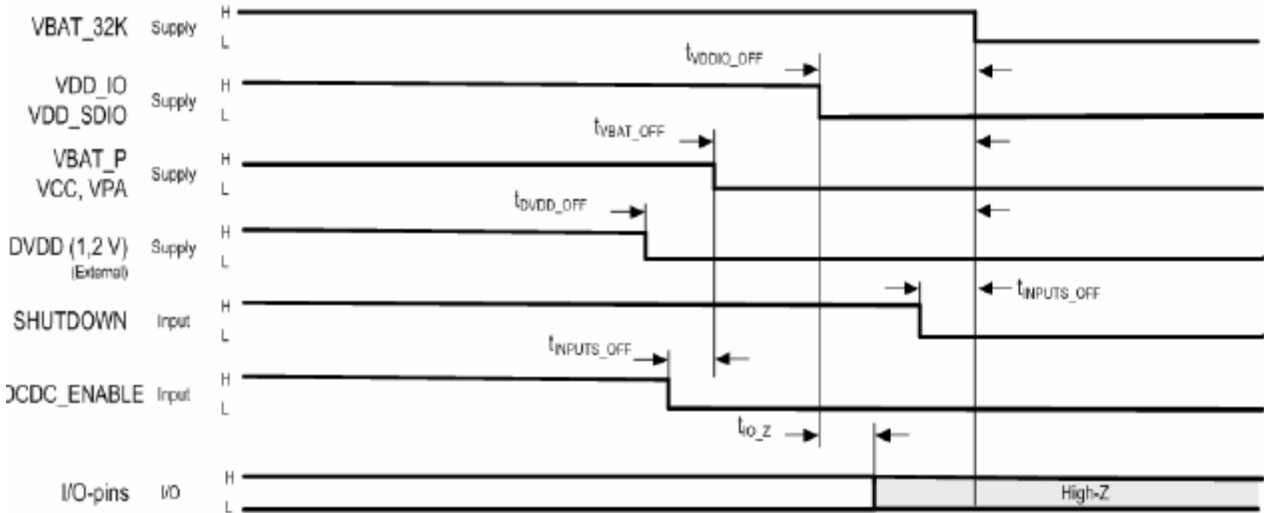 VBAT_32K Supply H L
tVDDIO_OFF
VDD_IO
VDD_SDIO Supply H L
tVBAT_OFF
VBAT_P
VCC, VPA Supply H L
tDVDD_OFF
DVDD (1,2 V) Supply H L
(External)
SHUTDOWN Input H L
tINPUTS_OFF
tINPUTS_OFF
DCDC_ENABLE Input H L
tIO_Z
I/O-pins I/O H L
High-Z